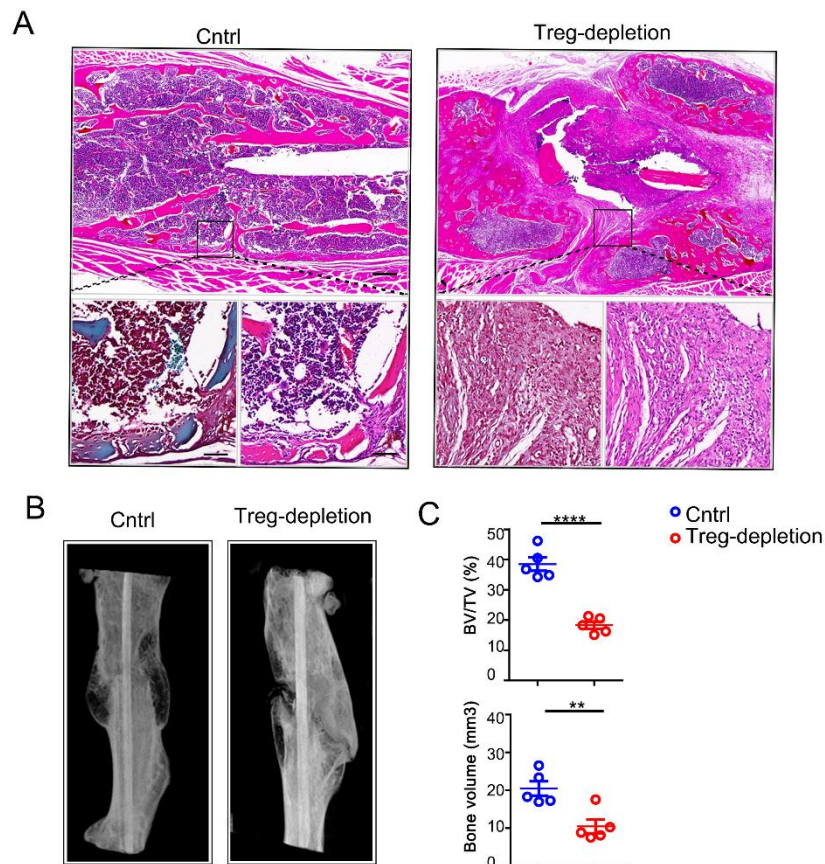 A
Cntrl
Treg-depletion
B
Cntrl
Treg-depletion
C
Cntrl
Treg-depletion
****
BV/TV (%)
50
40
30
20
10
0
**
Bone volume (mm3)
40
30
20
10
0